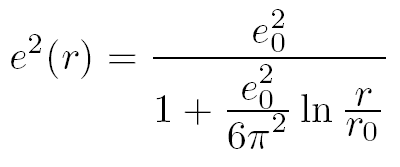 e^2(r) = \frac{e_0^2}{1 + \frac{e_0^2}{6\pi^2} \ln \frac{r}{r_0}}